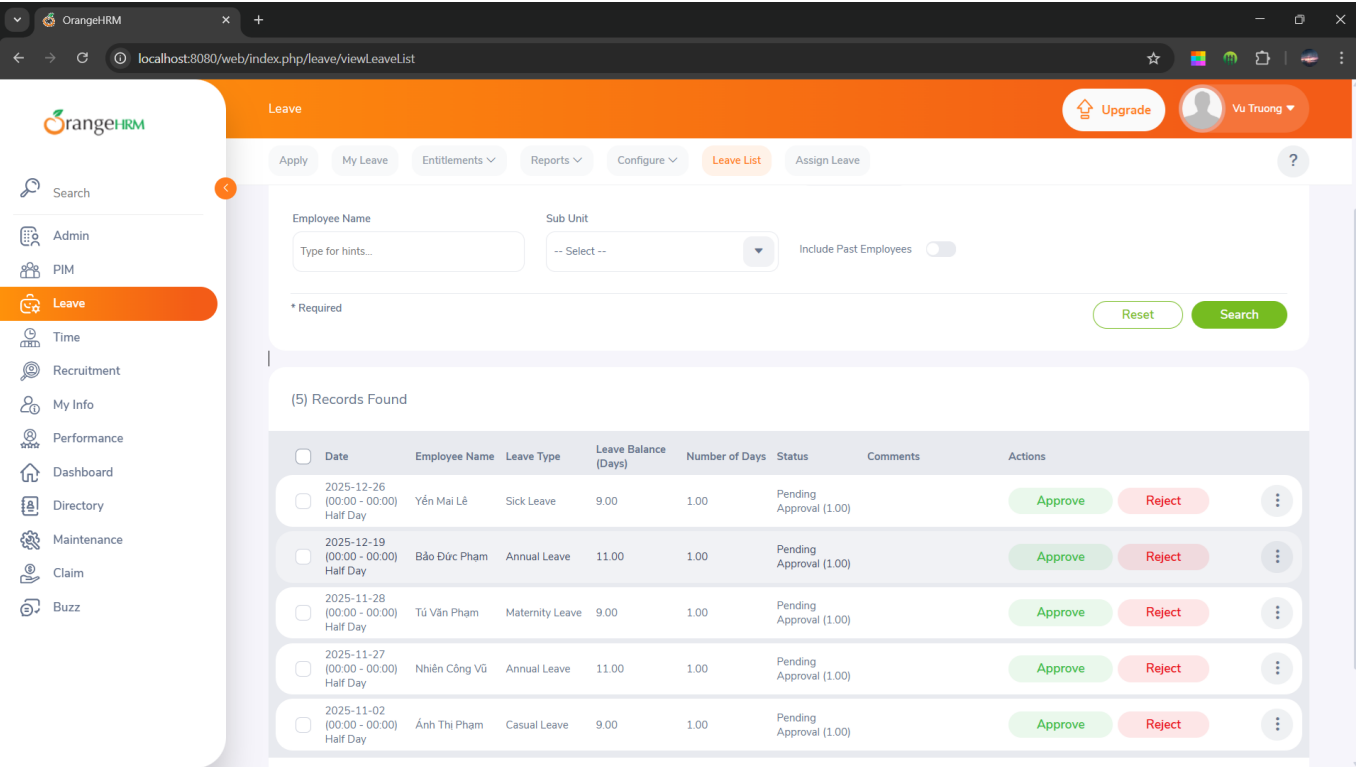 OrangeHRM
localhost:8080/web/index.php/leave/viewLeaveList
OrangeHRM
Leave
Upgrade
Vu Truong
Apply My Leave Entitlements Reports Configure Leave List Assign Leave ?
Search
Admin
PIM
Leave
Time
Recruitment
My Info
Performance
Dashboard
Directory
Maintenance
Claim
Buzz
Employee Name Sub Unit
Type for hints... -- Select -- Include Past Employees
* Required Reset Search
(5) Records Found
Date Employee Name Leave Type Leave Balance (Days) Number of Days Status Comments Actions
2025-12-26
(00:00 - 00:00) Yến Mai Lê Sick Leave 9.00 1.00 Pending Approval (1.00) Approve Reject
Half Day
2025-12-19
(00:00 - 00:00) Bảo Đức Phạm Annual Leave 11.00 1.00 Pending Approval (1.00) Approve Reject
Half Day
2025-11-28
(00:00 - 00:00) Tú Văn Phạm Maternity Leave 9.00 1.00 Pending Approval (1.00) Approve Reject
Half Day
2025-11-27
(00:00 - 00:00) Nhiên Công Vũ Annual Leave 11.00 1.00 Pending Approval (1.00) Approve Reject
Half Day
2025-11-02
(00:00 - 00:00) Ánh Thị Phạm Casual Leave 9.00 1.00 Pending Approval (1.00) Approve Reject
Half Day